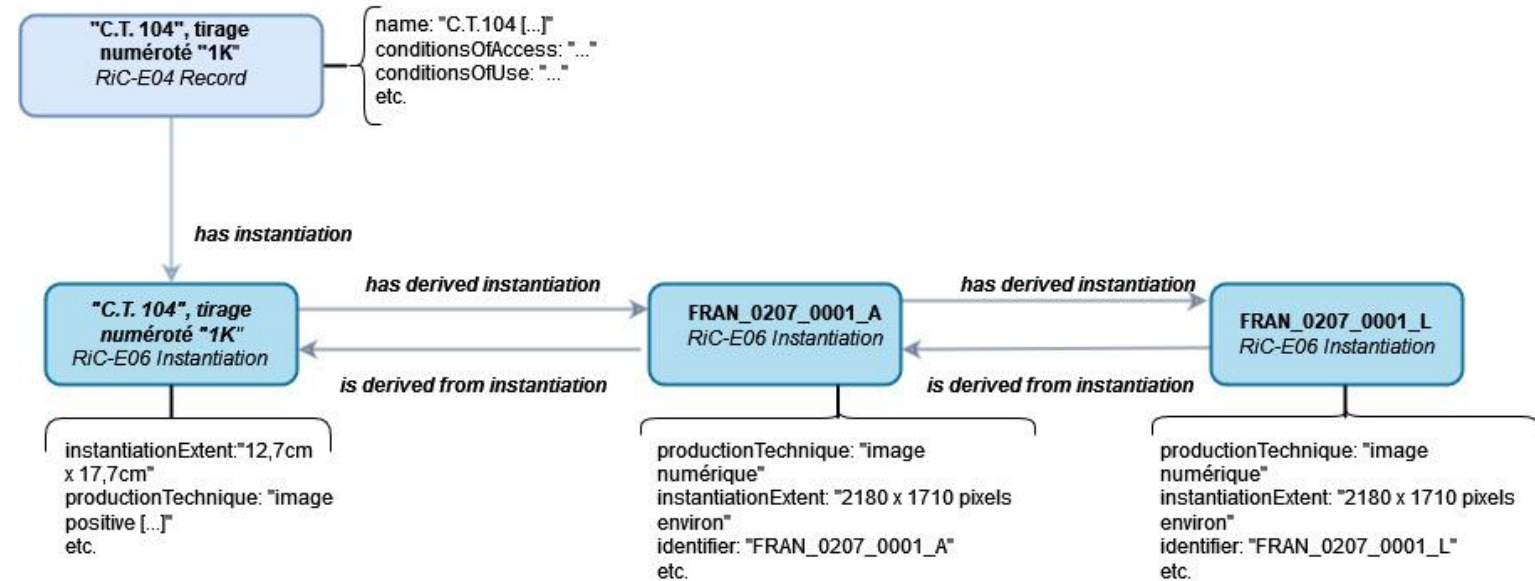 "C.T. 104", tirage
numéroté "1K"
RiC-E04 Record
name: "C.T.104 [...]"
conditionsOfAccess: "..."
conditionsOfUse: "..."
etc.
has instantiation
"C.T. 104", tirage
numéroté "1K"
RiC-E06 Instantiation
has derived instantiation
is derived from instantiation
FRAN_0207_0001_A
RiC-E06 Instantiation
has derived instantiation
is derived from instantiation
FRAN_0207_0001_L
RiC-E06 Instantiation
instantiationExtent:"12,7cm
x 17,7cm"
productionTechnique: "image
positive [...]"
etc.
productionTechnique: "image
numérique"
instantiationExtent: "2180 x 1710 pixels
environ"
identifier: "FRAN_0207_0001_A"
etc.
productionTechnique: "image
numérique"
instantiationExtent: "2180 x 1710 pixels
environ"
identifier: "FRAN_0207_0001_L"
etc.